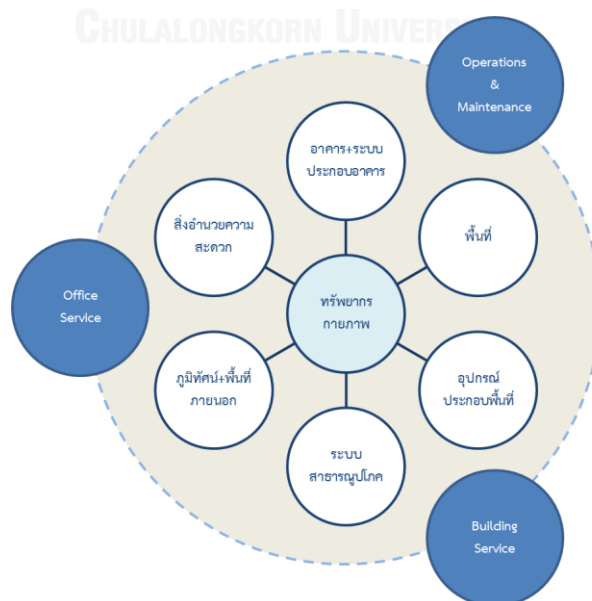 CHULALONGKORN UNIVERS
Operations
&
Maintenance
อาคาร+ระบบ
ประกอบอาคาร
สิ่งอำนวยความ
สะดวก
พื้นที่
Office
Service
ทรัพยากร
กายภาพ
ภูมิทัศน์+พื้นที่
ภายนอก
อุปกรณ์
ประกอบพื้นที่
ระบบ
สาธารณูปโภค
Building
Service